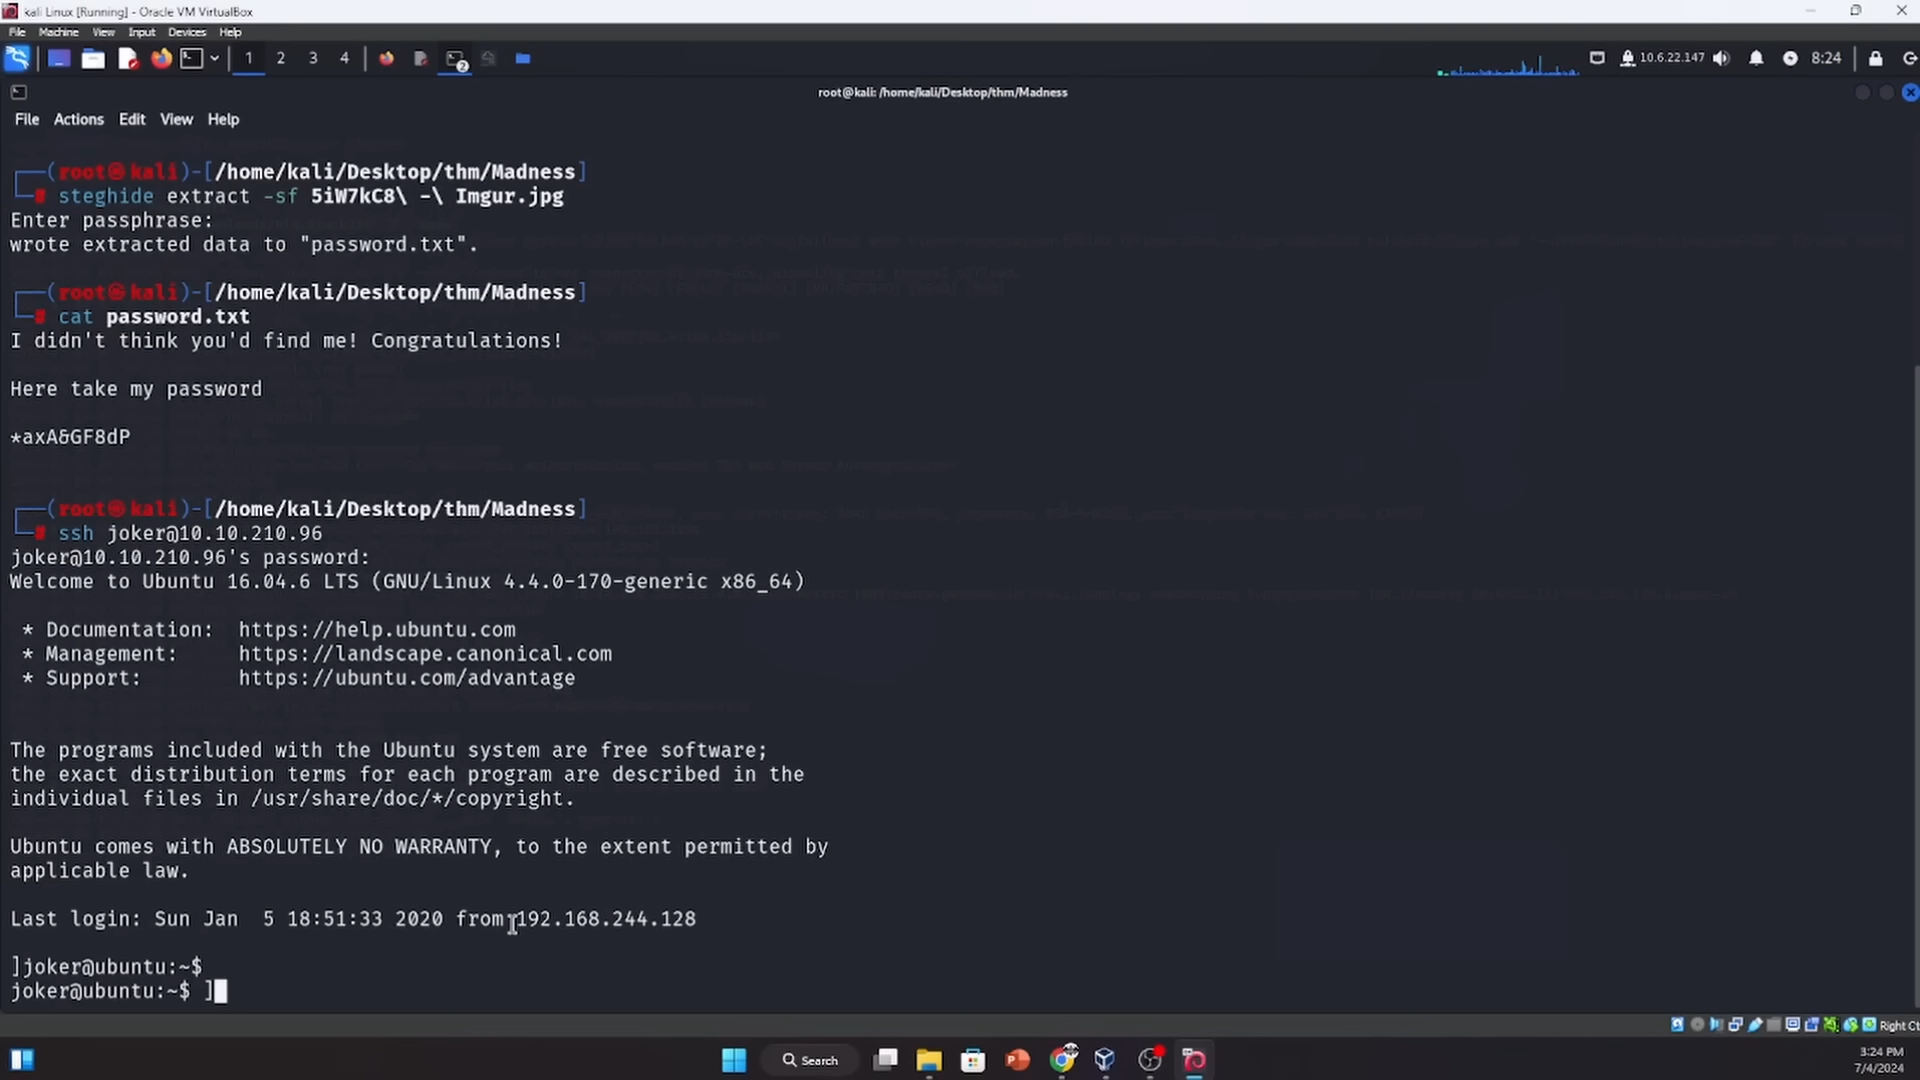 kali Linux [Running] - Oracle VM VirtualBox
File Machine View Input Devices Help
1 2 3 4
2
10.6.22.147
8:24
root@kali: /home/kali/Desktop/thm/Madness
File Actions Edit View Help
┌──(root㉿kali)-[/home/kali/Desktop/thm/Madness]
└─# steghide extract -sf 5iW7kC8\ -\ Imgur.jpg
Enter passphrase:
wrote extracted data to "password.txt".
┌──(root㉿kali)-[/home/kali/Desktop/thm/Madness]
└─# cat password.txt
I didn't think you'd find me! Congratulations!
Here take my password
*axA&GF8dP
┌──(root㉿kali)-[/home/kali/Desktop/thm/Madness]
└─# ssh joker@10.10.210.96
joker@10.10.210.96's password:
Welcome to Ubuntu 16.04.6 LTS (GNU/Linux 4.4.0-170-generic x86_64)
* Documentation: https://help.ubuntu.com
* Management: https://landscape.canonical.com
* Support: https://ubuntu.com/advantage
The programs included with the Ubuntu system are free software;
the exact distribution terms for each program are described in the
individual files in /usr/share/doc/*/copyright.
Ubuntu comes with ABSOLUTELY NO WARRANTY, to the extent permitted by
applicable law.
Last login: Sun Jan  5 18:51:33 2020 from 192.168.244.128
]joker@ubuntu:~$
joker@ubuntu:~$ ]
Right Ct
Search
3:24 PM
7/4/2024